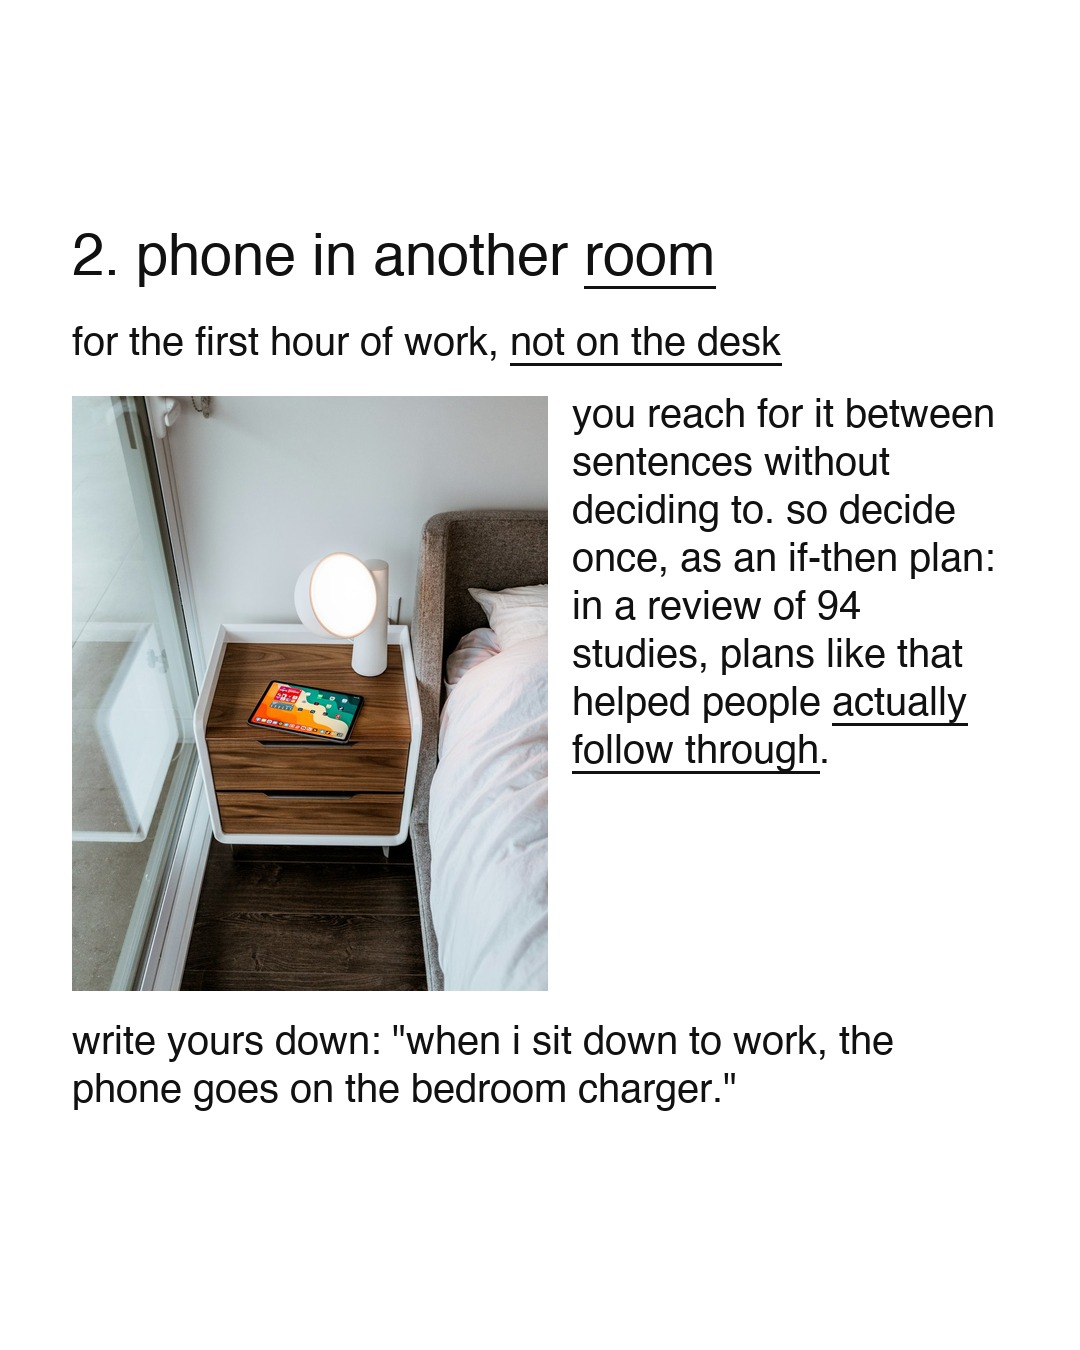 2. phone in another room
for the first hour of work, not on the desk
you reach for it between
sentences without
deciding to. so decide
once, as an if-then plan:
in a review of 94
studies, plans like that
helped people actually
follow through.
write yours down: "when i sit down to work, the
phone goes on the bedroom charger."